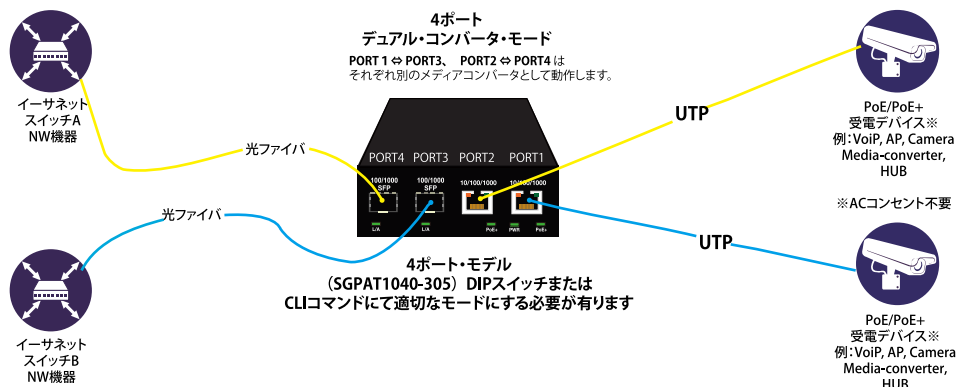 4ポート
デュアル・コンバータ・モード
PORT 1 ⇔ PORT3、 PORT2 ⇔ PORT4 は
それぞれ別のメディアコンバータとして動作します。
イーサネット
スイッチA
NW機器
光ファイバ
光ファイバ
イーサネット
スイッチB
NW機器
PORT4 PORT3 PORT2 PORT1
100/1000
SFP
100/1000
SFP
10/100/1000
10/100/1000
L/A
L/A
PoE+
PWR
PoE+
4ポート・モデル
（SGPAT1040-305）DIPスイッチまたは
CLIコマンドにて適切なモードにする必要が有ります
UTP
UTP
PoE/PoE+
受電デバイス※
例：VoiP, AP, Camera
Media-converter,
HUB
※ACコンセント不要
PoE/PoE+
受電デバイス※
例：VoiP, AP, Camera
Media-converter,
HUB